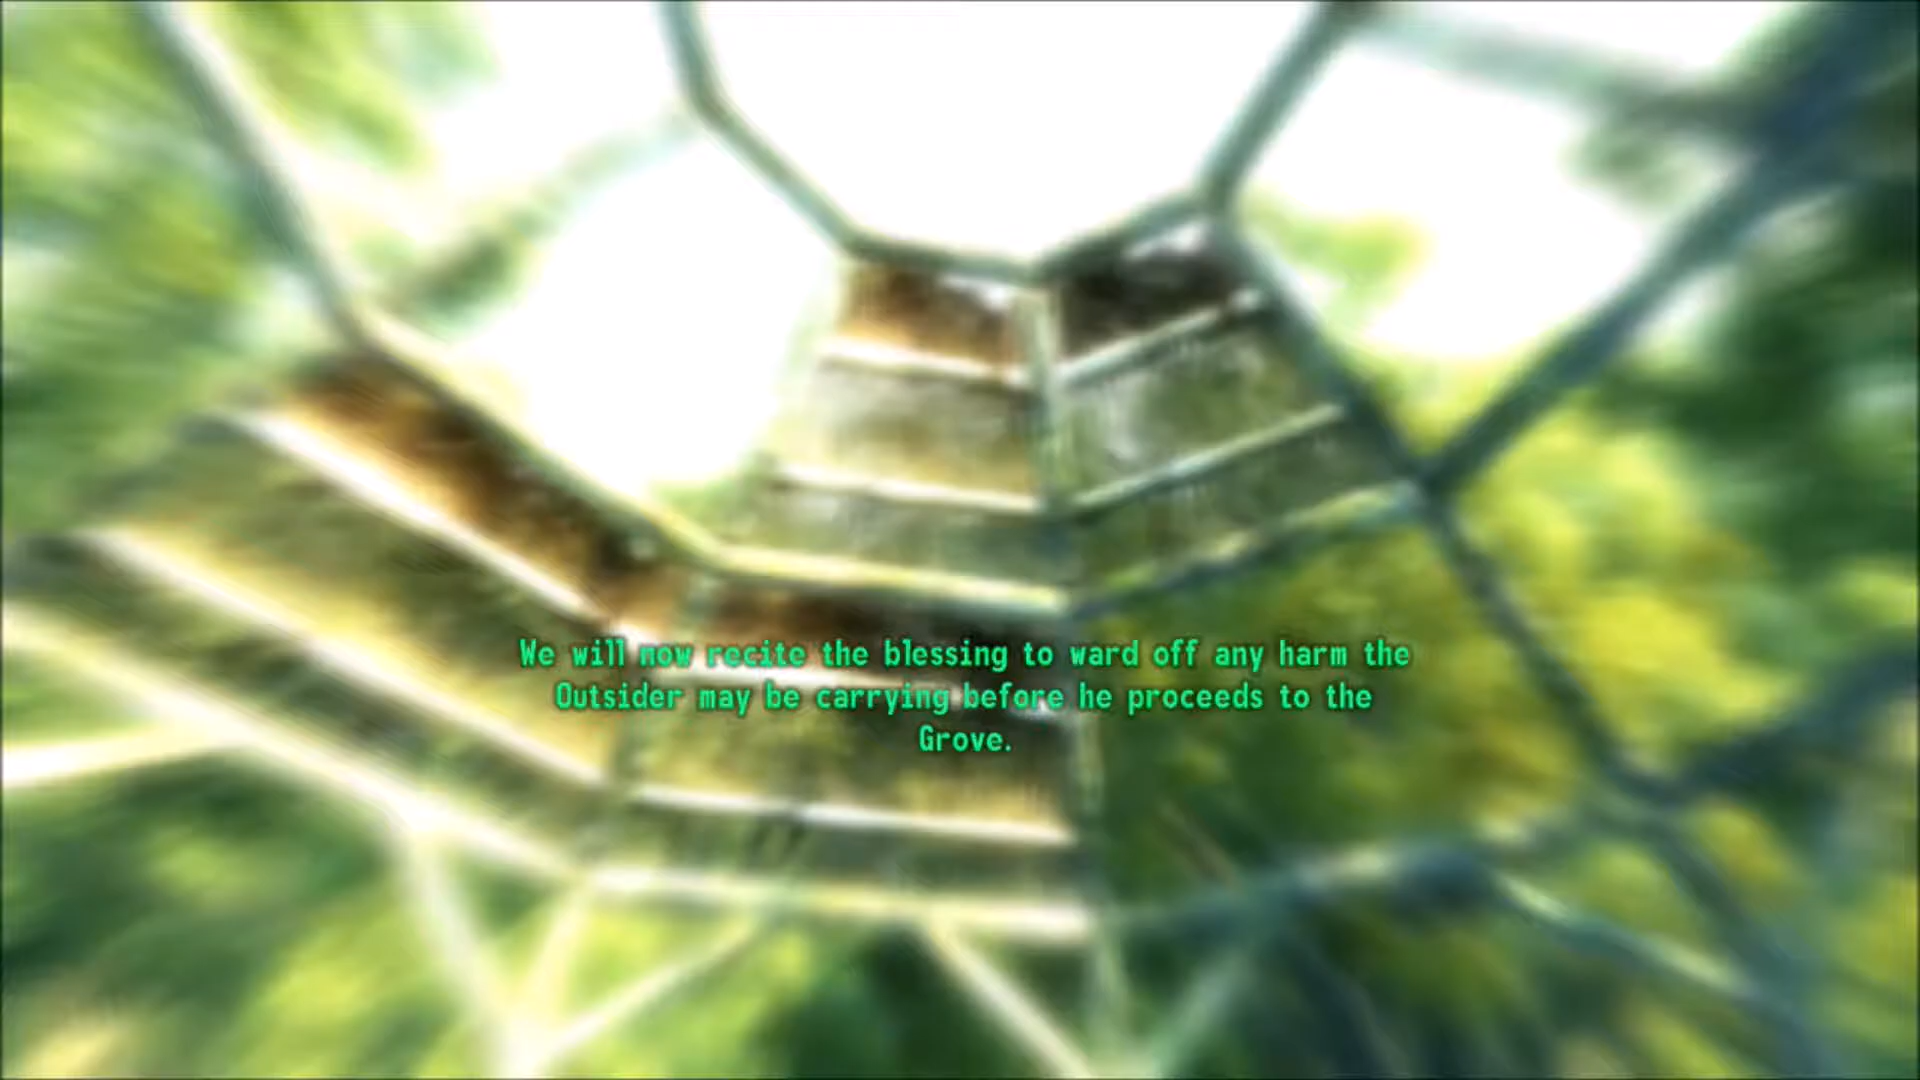 We will now recite the blessing to ward off any harm the
Outsider may be carrying before he proceeds to the
Grove.